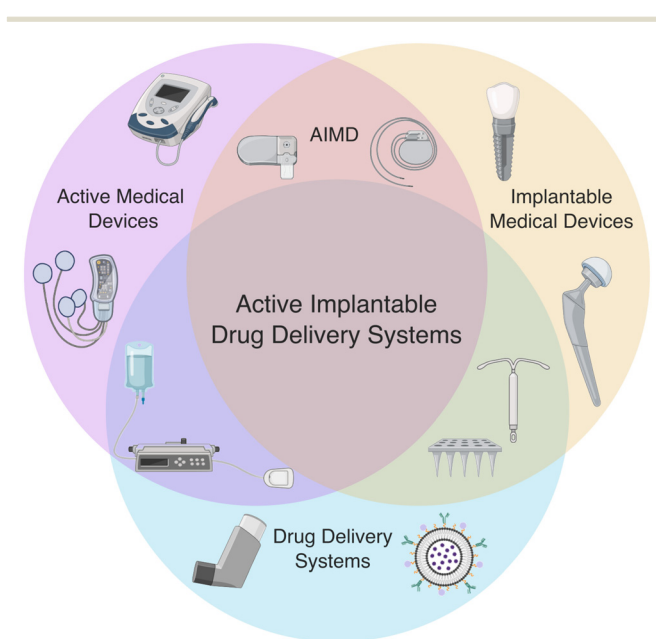 AIMD
Active Medical
Devices
Implantable
Medical Devices
Active Implantable
Drug Delivery Systems
Drug Delivery
Systems